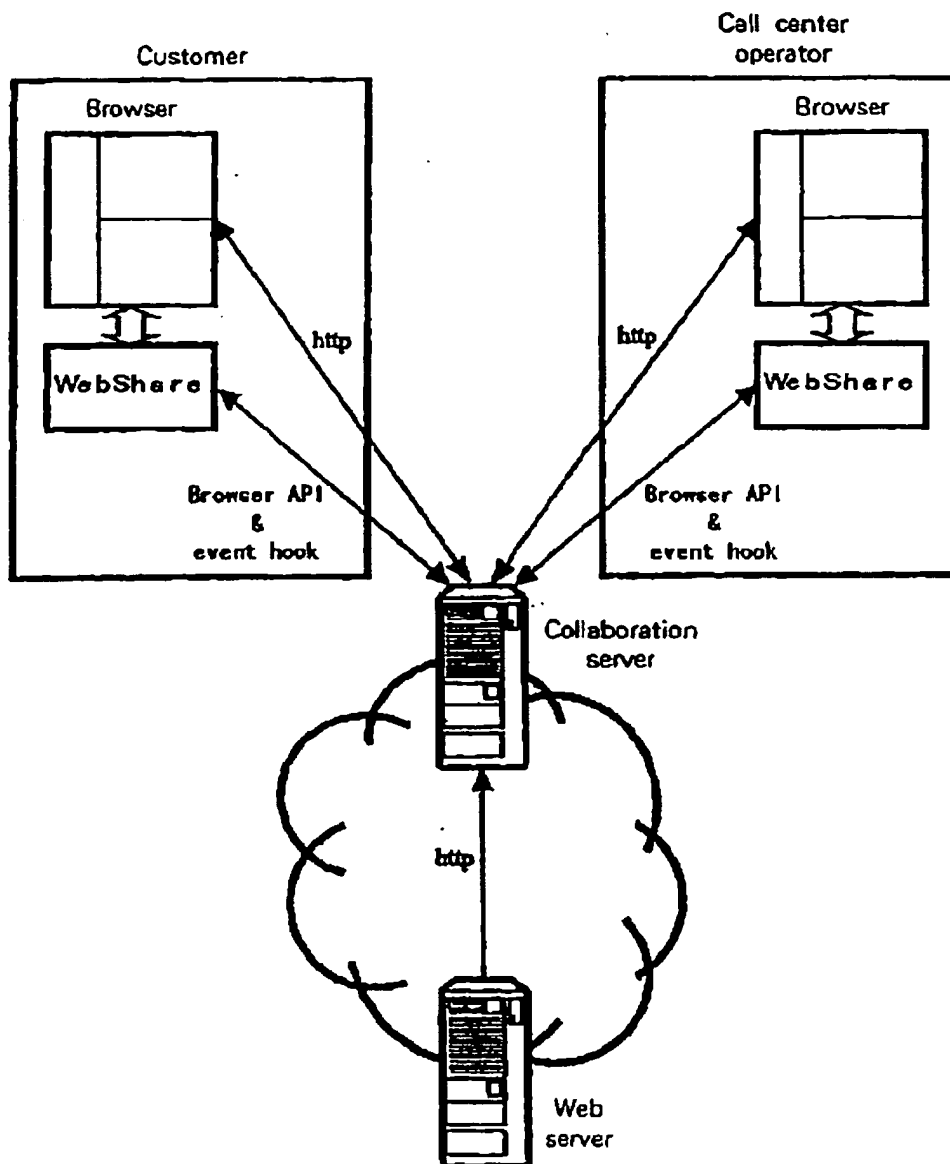 Customer
Call center
operator
Browser
Browser
http
http
WebShare
WebShare
Browser API
&
event hook
Browser API
&
event hook
Collaboration
server
http
Web
server